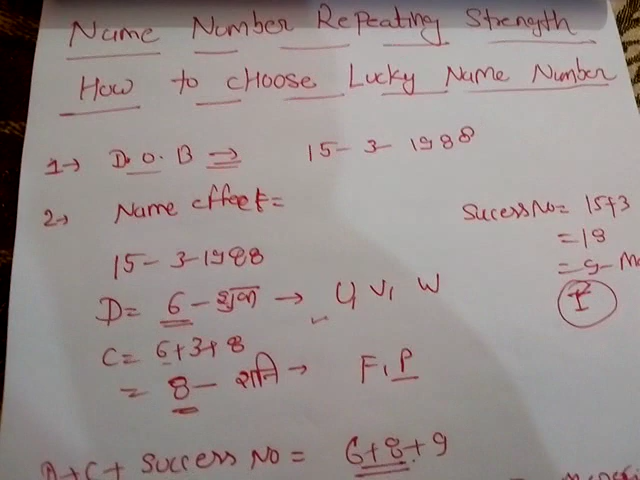 Name Number Repeating Strength
How to choose Lucky Name Number
1→ D.O.B ⇒ 15-3-1988
2→ Name effect=
15-3-1988
D= 6 - शुक्र → U, V, W
C= 6+3+8
= 8 - शनि → F, P
Sucess No= 15+3
=18
=9-
I
D+C+ Success No = 6+8+9